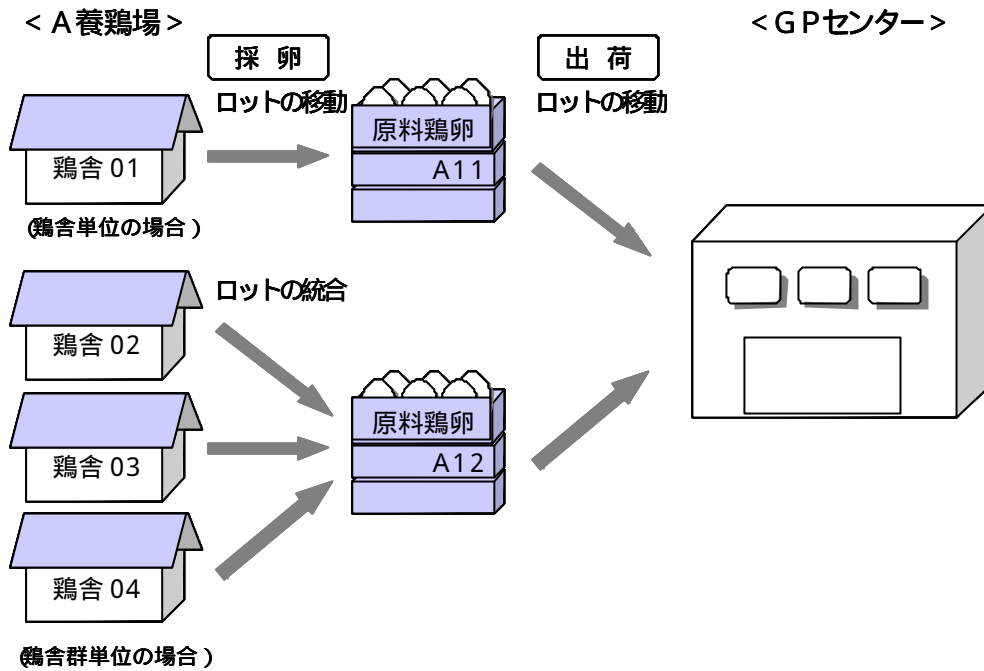 ＜Ａ養鶏場＞
＜ＧＰセンター＞
採 卵
出 荷
ロットの移動
ロットの移動
原料鶏卵
A11
鶏舎 01
(鶏舎単位の場合）
ロットの統合
鶏舎 02
原料鶏卵
A12
鶏舎 03
鶏舎 04
(鶏舎群単位の場合）